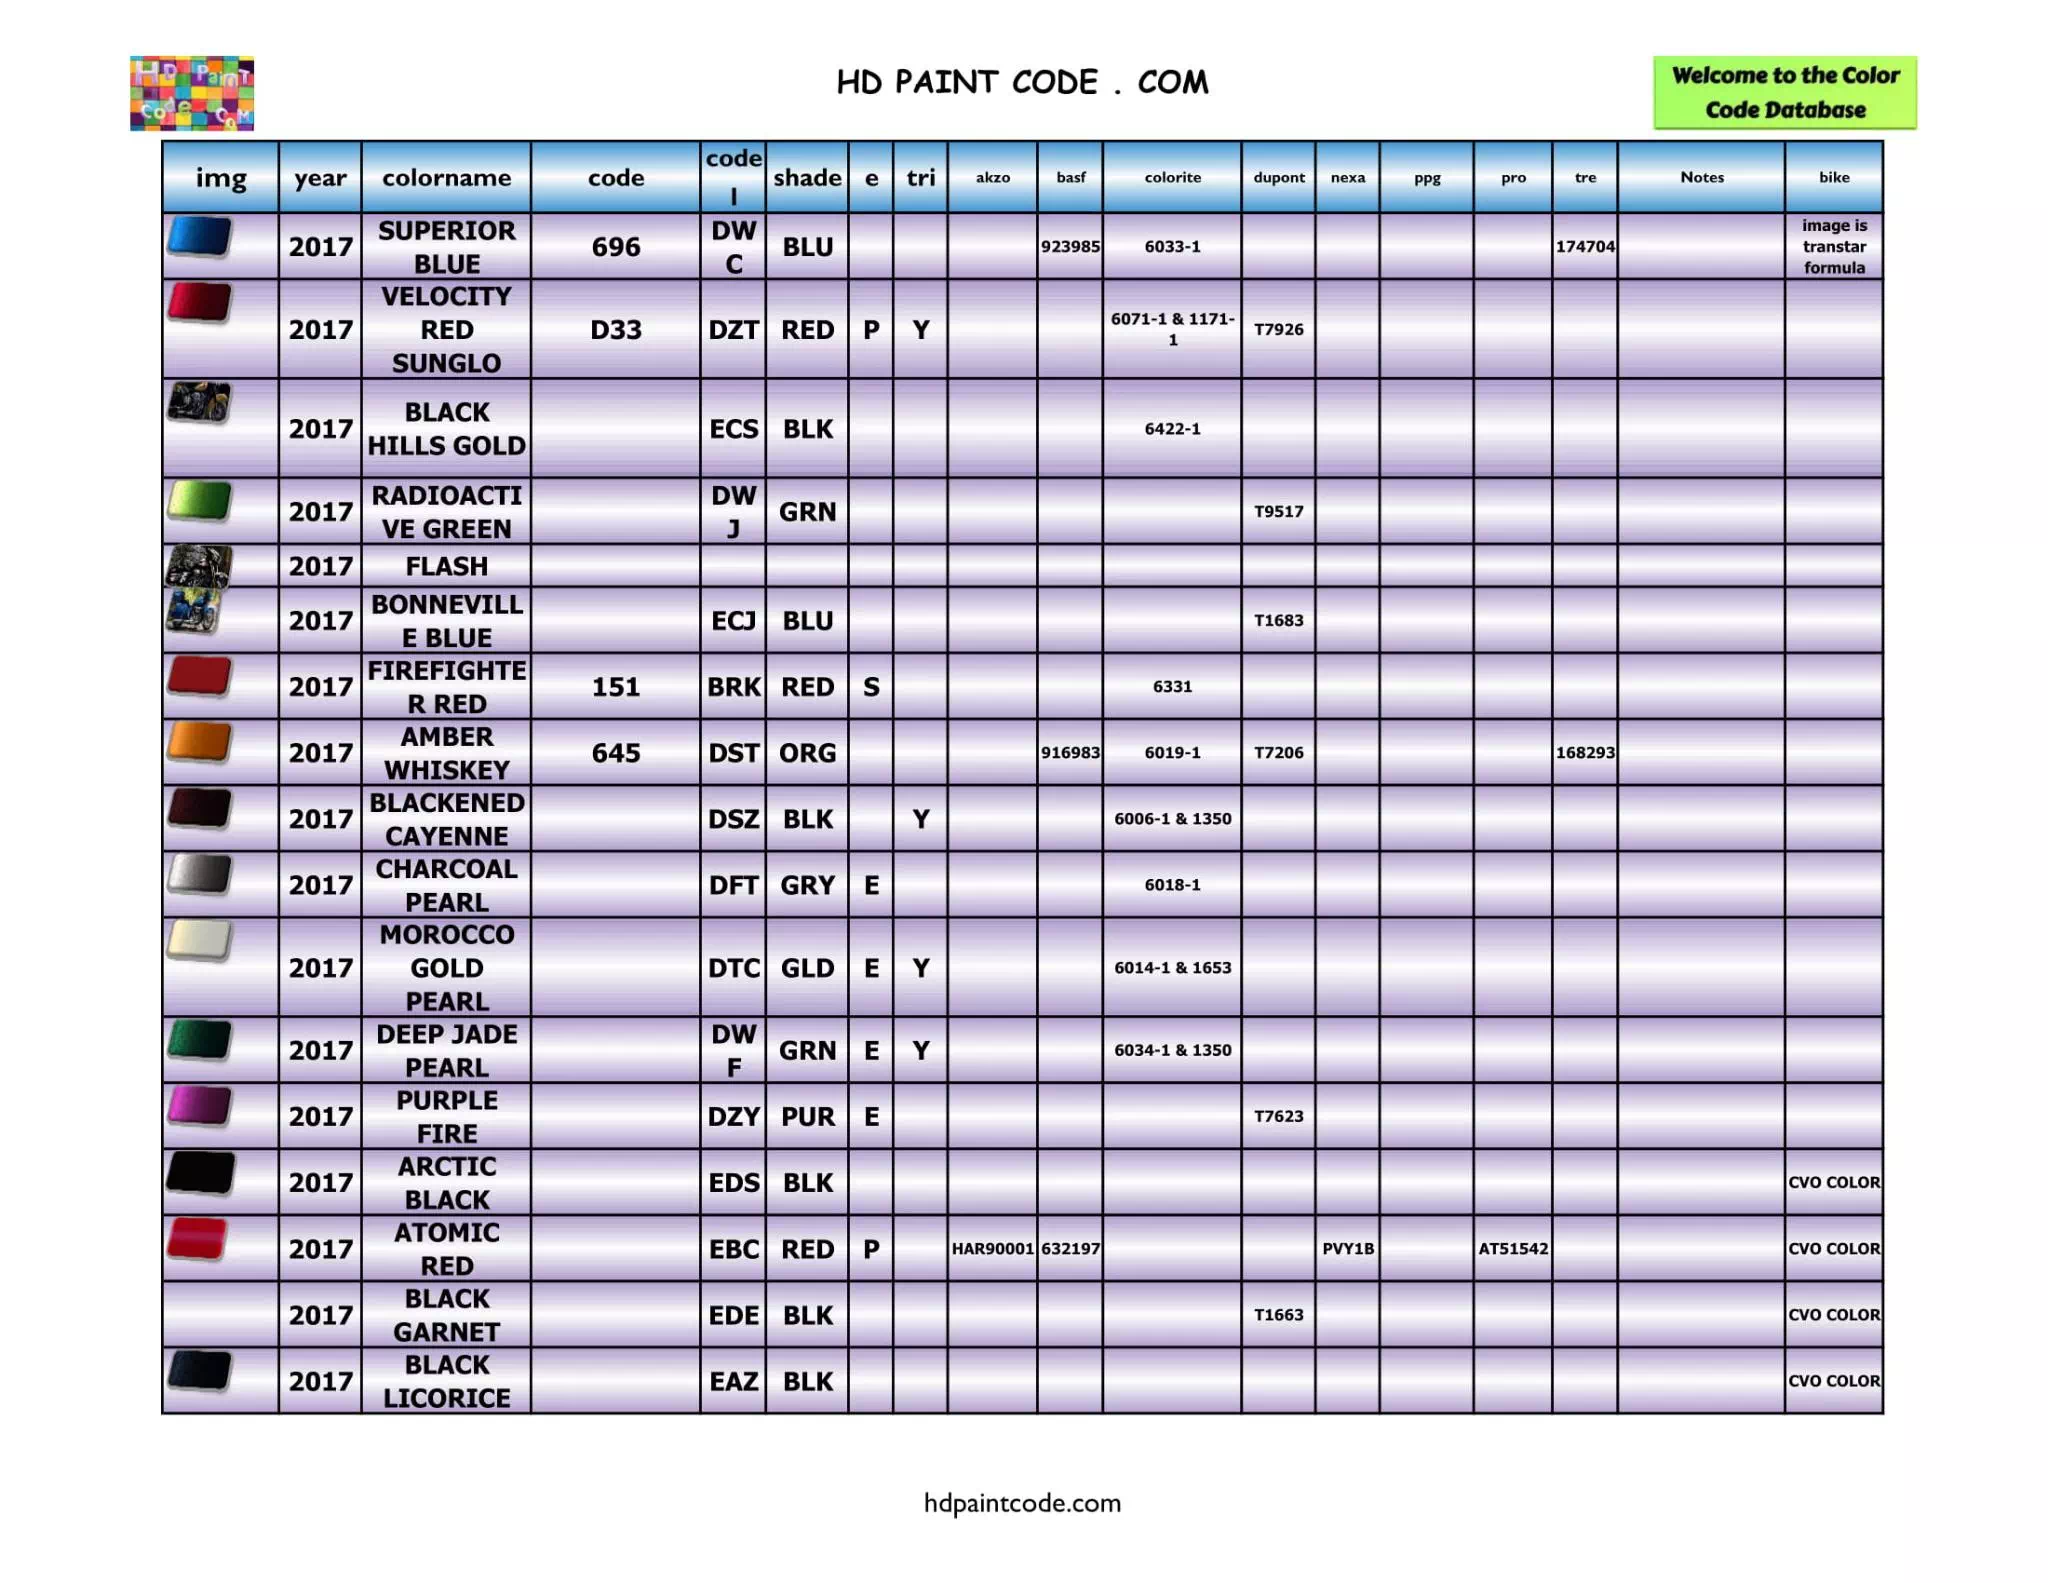 HD PainT
Code
CoM
HD PAINT CODE . COM
Welcome to the Color
Code Database
img year colorname code code l shade e tri akzo basf colorite dupont nexa ppg pro tre Notes bike
2017 SUPERIOR BLUE 696 DWC BLU 923985 6033-1 174704 image is transtar formula
2017 VELOCITY RED SUNGLO D33 DZT RED P Y 6071-1 & 1171-1 T7926
2017 BLACK HILLS GOLD ECS BLK 6422-1
2017 RADIOACTIVE GREEN DWJ GRN T9517
2017 FLASH
2017 BONNEVILLE BLUE ECJ BLU T1683
2017 FIREFIGHTER RED 151 BRK RED S 6331
2017 AMBER WHISKEY 645 DST ORG 916983 6019-1 T7206 168293
2017 BLACKENED CAYENNE DSZ BLK Y 6006-1 & 1350
2017 CHARCOAL PEARL DFT GRY E 6018-1
2017 MOROCCO GOLD PEARL DTC GLD E Y 6014-1 & 1653
2017 DEEP JADE PEARL DWF GRN E Y 6034-1 & 1350
2017 PURPLE FIRE DZY PUR E T7623
2017 ARCTIC BLACK EDS BLK CVO COLOR
2017 ATOMIC RED EBC RED P HAR90001 632197 PVY1B AT51542 CVO COLOR
2017 BLACK GARNET EDE BLK T1663 CVO COLOR
2017 BLACK LICORICE EAZ BLK CVO COLOR
hdpaintcode.com